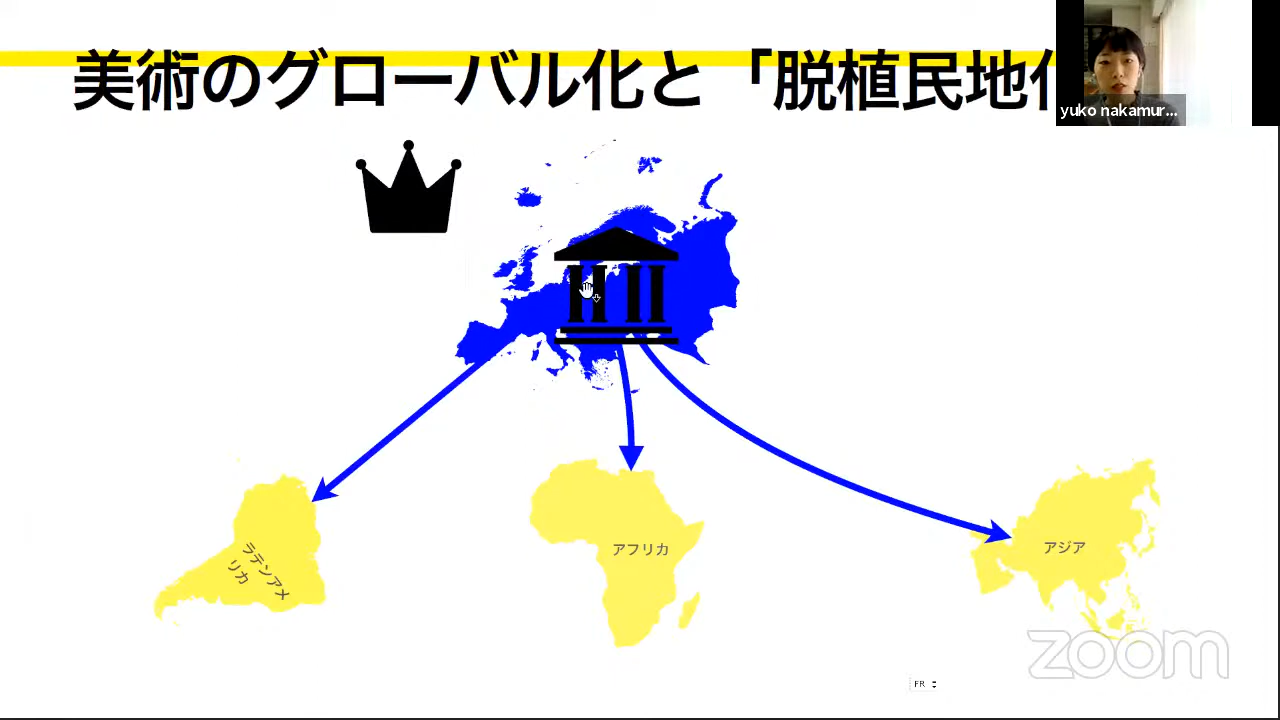 美術のグローバル化と「脱植民地化
yuko nakamur...
ラテンアメ
リカ
アフリカ
アジア
zoom
FR